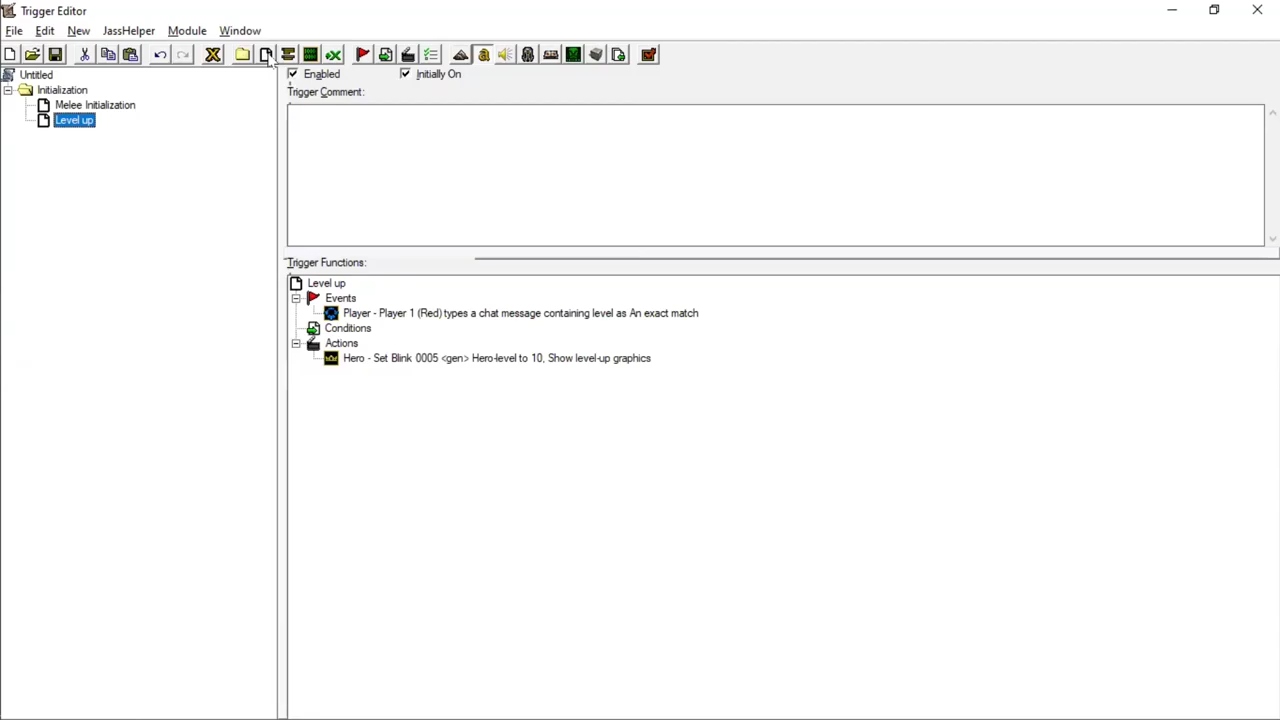 Trigger Editor
File Edit New JassHelper Module Window
Untitled
Initialization
Melee Initialization
Level up
Enabled Initially On
Trigger Comment:
Trigger Functions:
Level up
Events
Player - Player 1 (Red) types a chat message containing level as An exact match
Conditions
Actions
Hero - Set Blink 0005 <gen> Hero-level to 10, Show level-up graphics